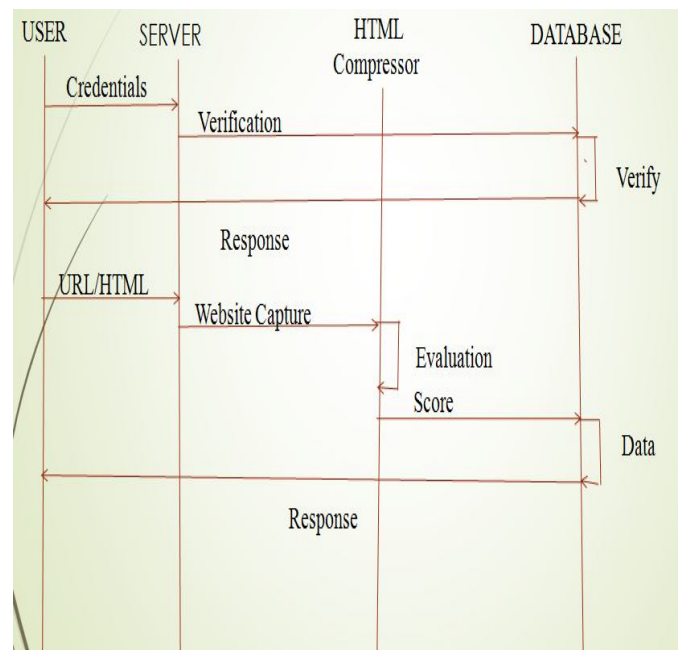 USER
SERVER
HTML
Compressor
DATABASE
Credentials
Verification
Verify
Response
URL/HTML
Website Capture
Evaluation
Score
Data
Response